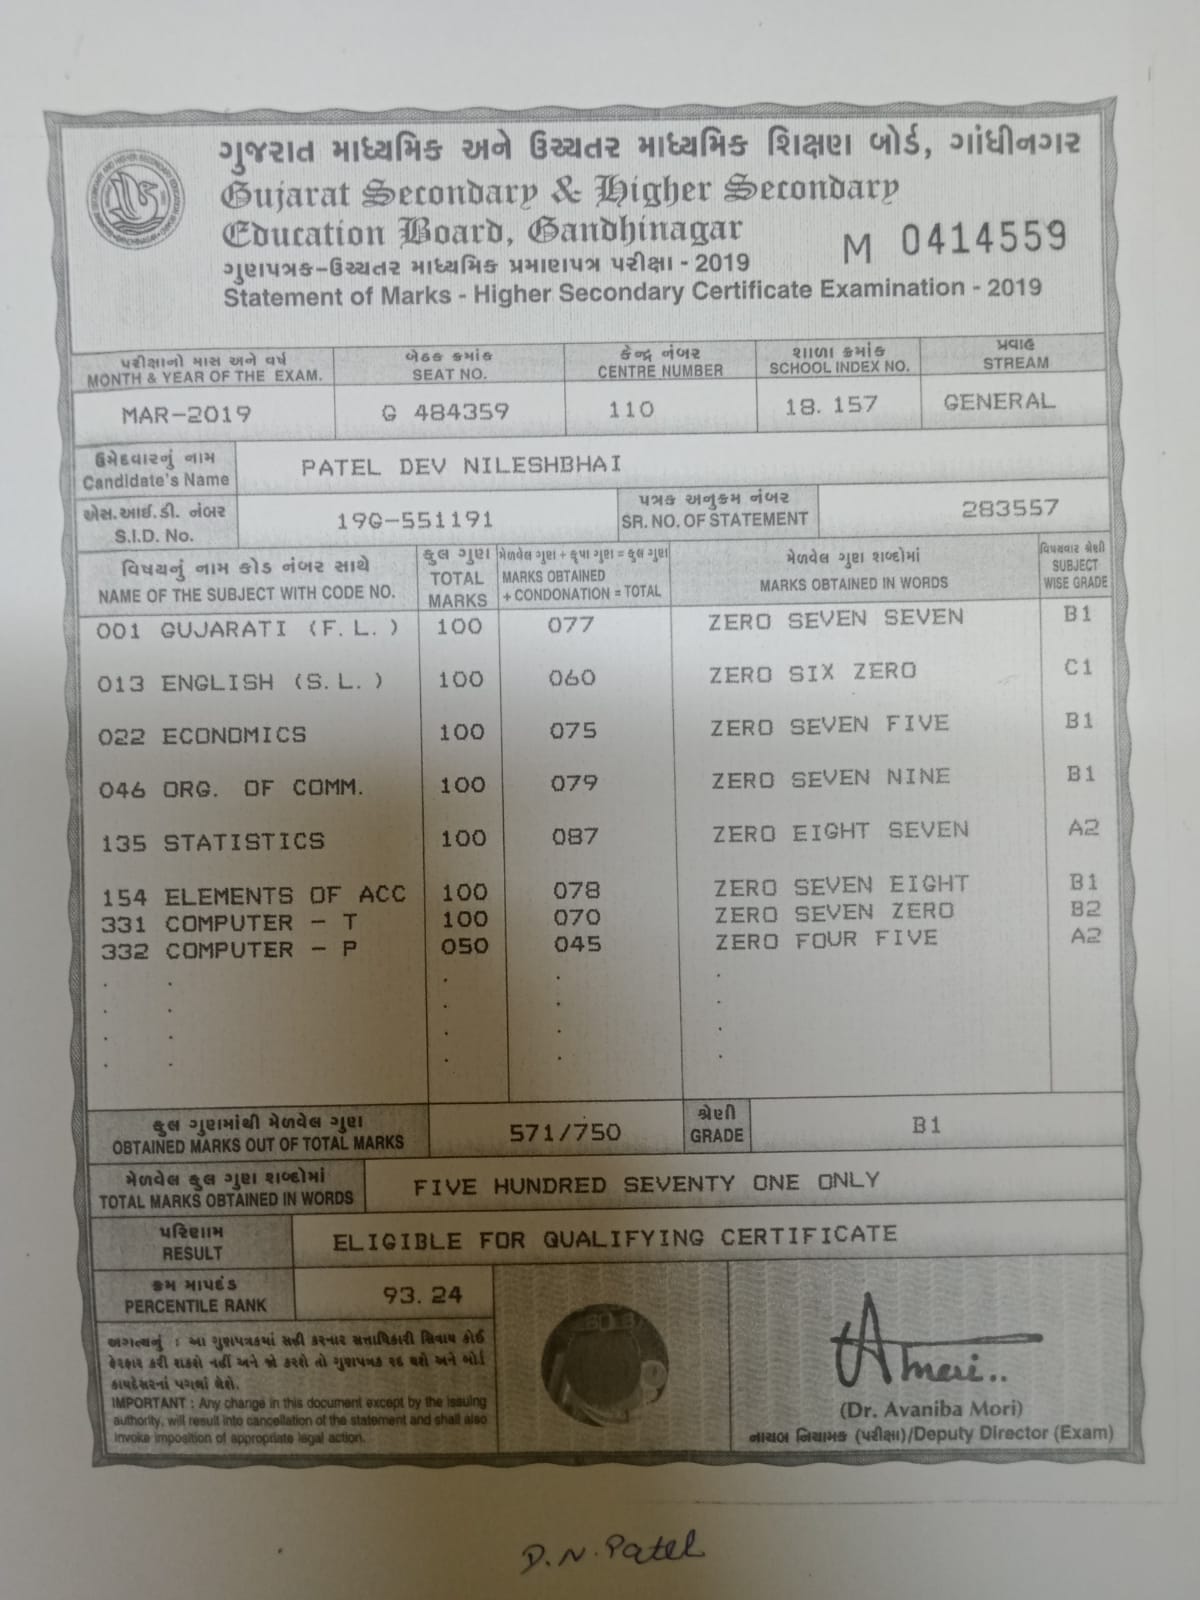 ગુજરાત માધ્યમિક અને ઉચ્ચતર માધ્યમિક શિક્ષણ બોર્ડ, ગાંધીનગર
Gujarat Secondary & Higher Secondary
Education Board, Gandhinagar
M 0414559
ગુણપત્રક-ઉચ્ચતર માધ્યમિક પ્રમાણપત્ર પરીક્ષા - 2019
Statement of Marks - Higher Secondary Certificate Examination - 2019
પરીક્ષાનો માસ અને વર્ષ બેઠક ક્રમાંક કેન્દ્ર નંબર શાળા ક્રમાંક પ્રવાહ
MONTH & YEAR OF THE EXAM. SEAT NO. CENTRE NUMBER SCHOOL INDEX NO. STREAM
MAR-2019 G 484359 110 18. 157 GENERAL
ઉમેદવારનું નામ
Candidate's Name PATEL DEV NILESHBHAI
એસ.આઈ.ડી. નંબર
S.I.D. No. 19G-551191
પત્રક અનુક્રમ નંબર
SR. NO. OF STATEMENT 283557
વિષયનું નામ કોડ નંબર સાથે કુલ ગુણ મેળવેલ ગુણ + કૃપા ગુણ = કુલ ગુણ મેળવેલ ગુણ શબ્દોમાં વિષયવાર શ્રેણી
NAME OF THE SUBJECT WITH CODE NO. TOTAL MARKS MARKS OBTAINED + CONDONATION = TOTAL MARKS OBTAINED IN WORDS SUBJECT WISE GRADE
001 GUJARATI (F. L. ) 100 077 ZERO SEVEN SEVEN B1
013 ENGLISH (S. L. ) 100 060 ZERO SIX ZERO C1
022 ECONOMICS 100 075 ZERO SEVEN FIVE B1
046 ORG. OF COMM. 100 079 ZERO SEVEN NINE B1
135 STATISTICS 100 087 ZERO EIGHT SEVEN A2
154 ELEMENTS OF ACC 100 078 ZERO SEVEN EIGHT B1
331 COMPUTER - T 100 070 ZERO SEVEN ZERO B2
332 COMPUTER - P 050 045 ZERO FOUR FIVE A2
કુલ ગુણમાંથી મેળવેલ ગુણ
OBTAINED MARKS OUT OF TOTAL MARKS 571/750
શ્રેણી
GRADE B1
મેળવેલ કુલ ગુણ શબ્દોમાં
TOTAL MARKS OBTAINED IN WORDS FIVE HUNDRED SEVENTY ONE ONLY
પરિણામ
RESULT ELIGIBLE FOR QUALIFYING CERTIFICATE
ક્રમ માપદંડ
PERCENTILE RANK 93. 24
અગત્યનું : આ ગુણપત્રકમાં સહી કરનાર સત્તાધિકારી સિવાય કોઈ
ફેરફાર કરી શકશે નહીં અને જો કરશે તો ગુણપત્રક રદ થશે અને બોર્ડ
કાયદેસરનાં પગલાં લેશે.
IMPORTANT : Any change in this document except by the issuing
authority, will result into cancellation of the statement and shall also
invoke imposition of appropriate legal action.
(Dr. Avaniba Mori)
નાયબ નિયામક (પરીક્ષા)/Deputy Director (Exam)
D. N. Patel